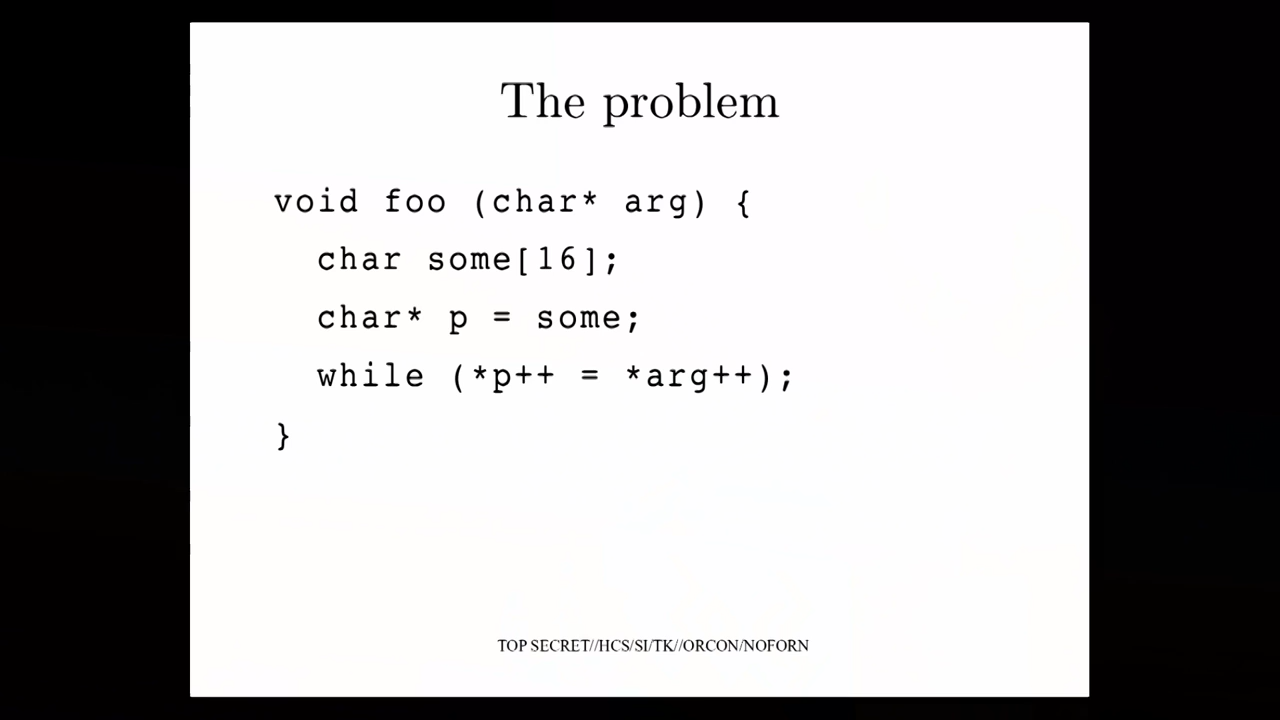 The problem
void foo (char* arg) {
char some[16];
char* p = some;
while (*p++ = *arg++);
}
TOP SECRET//HCS/SI/TK//ORCON/NOFORN